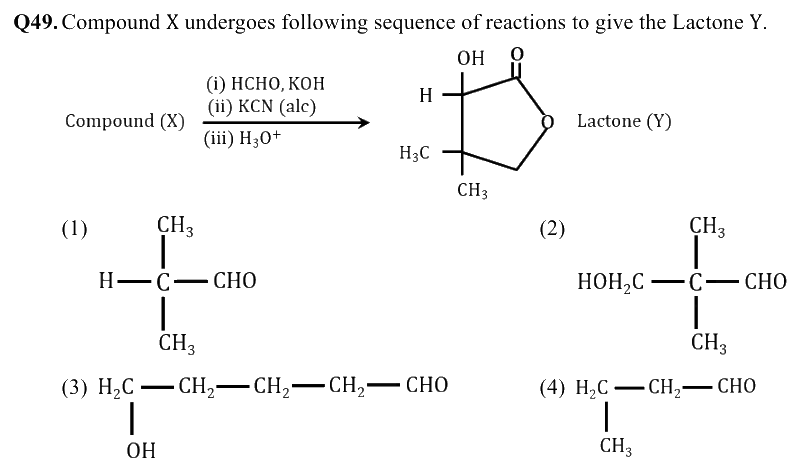 Q49. Compound X undergoes following sequence of reactions to give the Lactone Y.
OH O
(i) HCHO, KOH
H
(ii) KCN (alc)
Compound (X) O Lactone (Y)
(iii) H₃O⁺
H₃C
CH₃
(1) CH₃ (2) CH₃
H — C — CHO HOH₂C — C — CHO
CH₃ CH₃
(3) H₂C — CH₂ — CH₂ — CH₂ — CHO (4) H₂C — CH₂ — CHO
OH CH₃